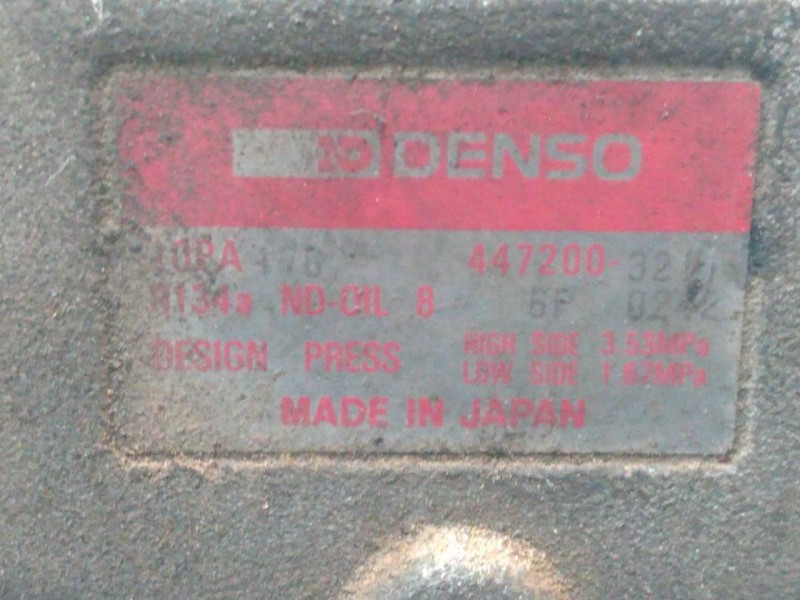 DENSO
10PA 447200-
R134a ND-OIL 8 6F
DESIGN PRESS HIGH SIDE 3.53MPa
LOW SIDE 1.67MPa
MADE IN JAPAN